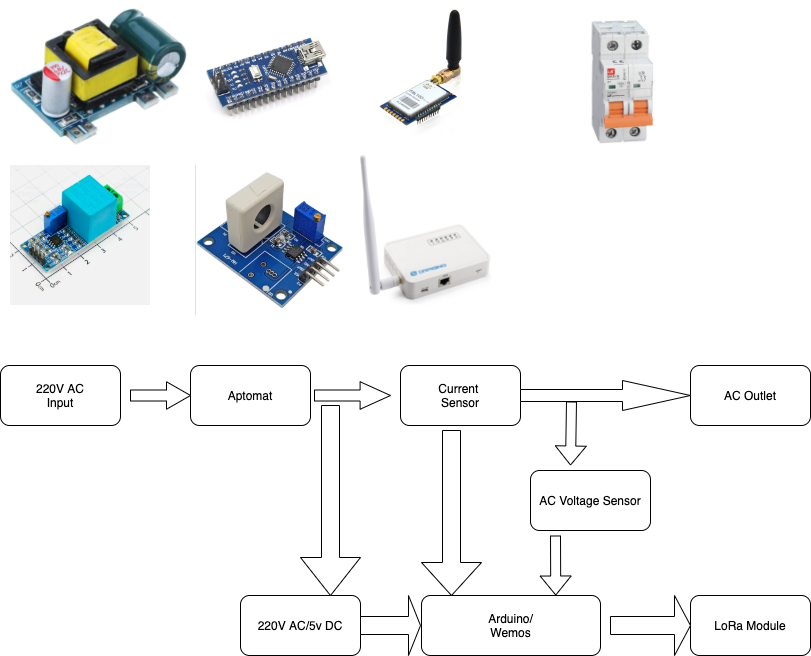 220V AC
Input
Aptomat
Current
Sensor
AC Outlet
AC Voltage Sensor
220V AC/5v DC
Arduino/
Wemos
LoRa Module